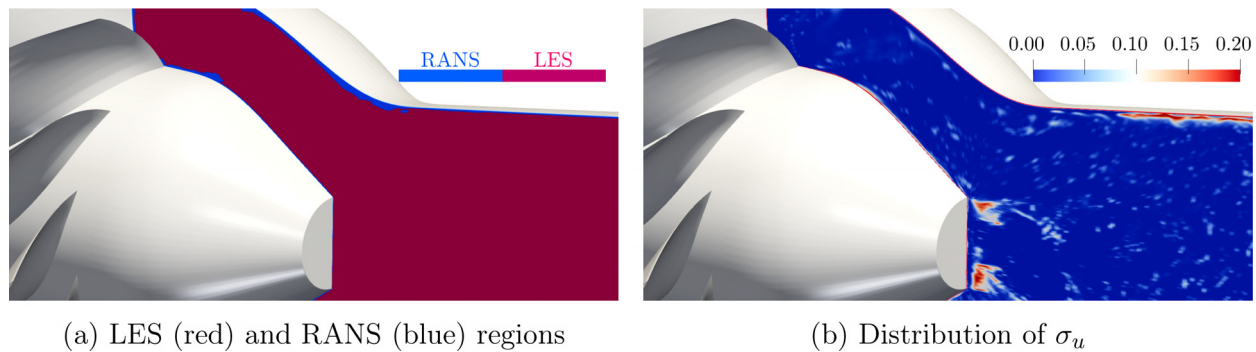 RANS LES
0.00 0.05 0.10 0.15 0.20
(a) LES (red) and RANS (blue) regions
(b) Distribution of σ_u